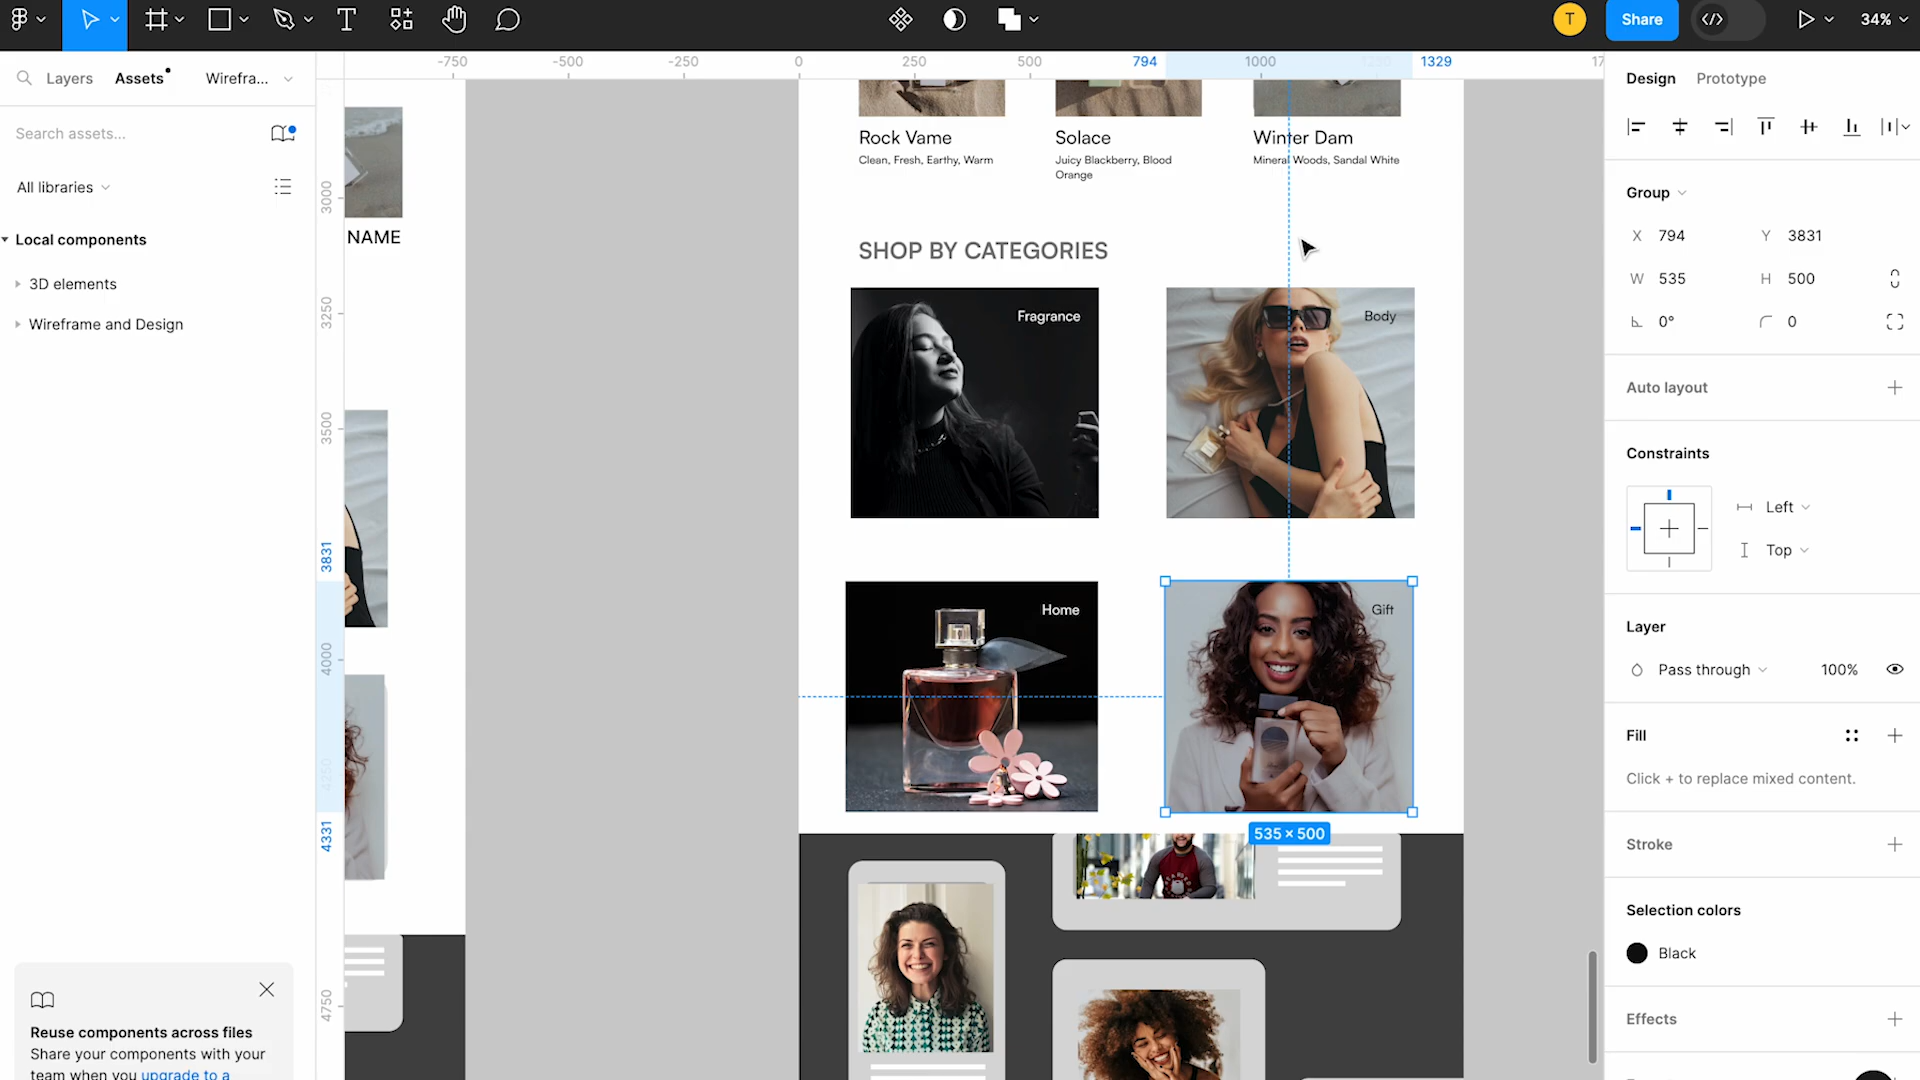 Share
T
34%
Layers
Assets
Wirefra...
Search assets...
All libraries
Local components
3D elements
Wireframe and Design
Reuse components across files
Share your components with your
team when you upgrade to a
-750
-500
-250
0
250
500
794
1000
1329
17
3000
3250
3500
3831
4000
4250
4331
4750
NAME
Rock Vame
Clean, Fresh, Earthy, Warm
Solace
Juicy Blackberry, Blood
Orange
Winter Dam
Mineral Woods, Sandal White
SHOP BY CATEGORIES
Fragrance
Body
Home
Gift
535 × 500
Design
Prototype
Group
X 794
Y 3831
W 535
H 500
0°
0
Auto layout
Constraints
Left
Top
Layer
Pass through
100%
Fill
Click + to replace mixed content.
Stroke
Selection colors
Black
Effects